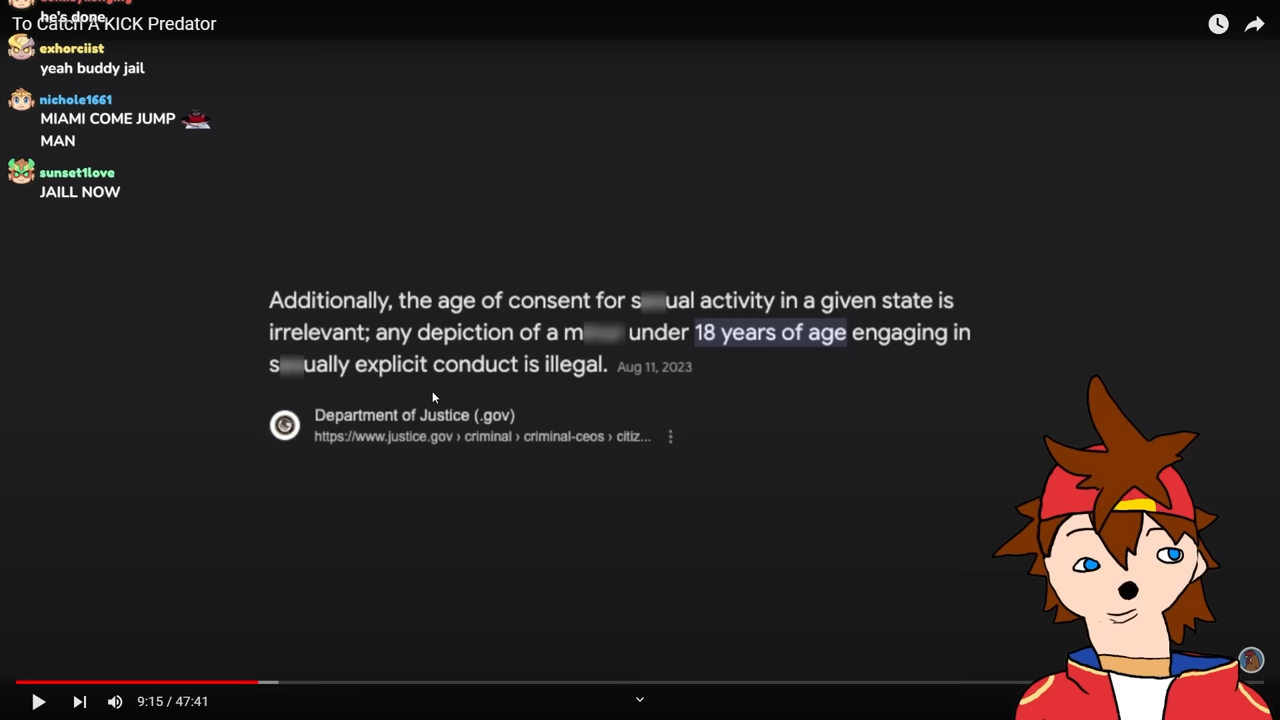 To Catch A KICK Predator
he's done
exhorciist
yeah buddy jail
nichole1661
MIAMI COME JUMP
MAN
sunset1love
JAILL NOW
Additionally, the age of consent for s ual activity in a given state is
irrelevant; any depiction of a m under 18 years of age engaging in
s ually explicit conduct is illegal. Aug 11, 2023
Department of Justice (.gov)
https://www.justice.gov › criminal › criminal-ceos › citiz...
9:15 / 47:41